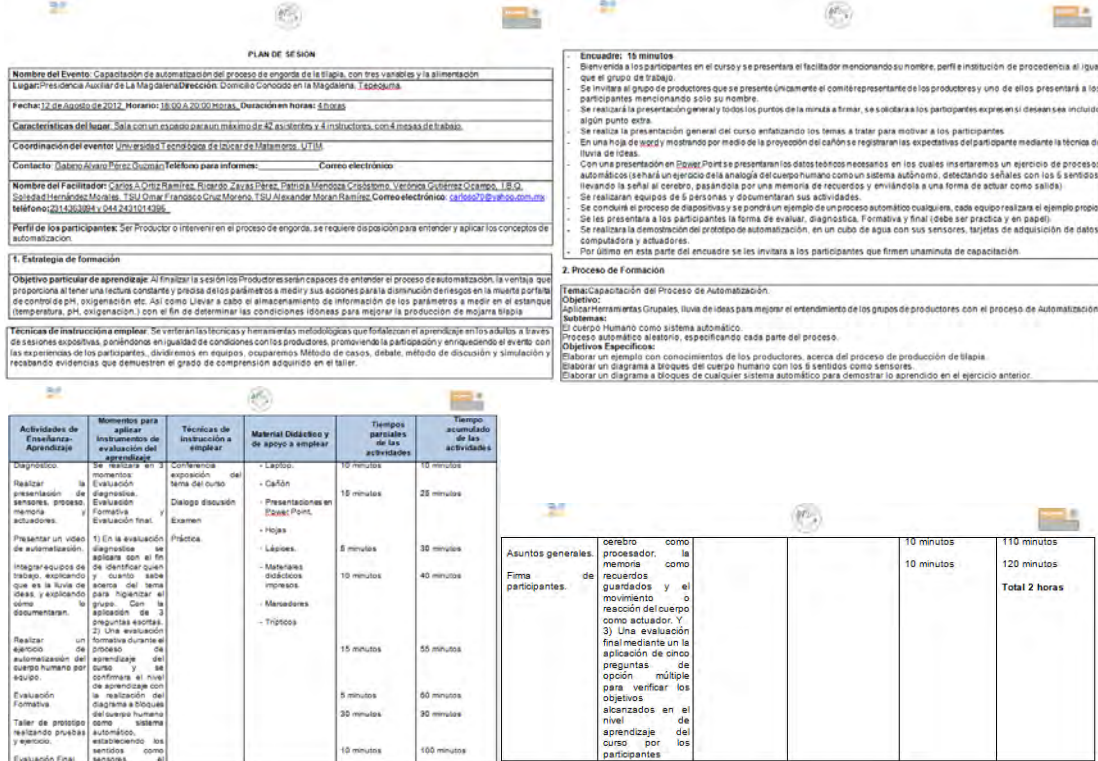 PLAN DE SESIÓN
Nombre del Evento: Capacitación de automatización del proceso de engorda de la tilapia, con tres variables y la alimentación
Lugar: Presidencia Auxiliar de La Magdalena Dirección: Domicilio Conocido en la Magdalena, Tepeojuma.
Fecha: 12 de Agosto de 2012 Horario: 18:00 A 20:00 Horas. Duración en horas: 4 horas
Características del lugar: Sala con un espacio para un máximo de 42 asistentes y 4 instructores, con 4 mesas de trabajo.
Coordinación del evento: Universidad Tecnológica de Izúcar de Matamoros. UTIM.
Contacto: Gabino Alvaro Pérez Guzmán Teléfono para informes: Correo electrónico:
Nombre del Facilitador: Carlos A Ortiz Ramírez, Ricardo Zayas Pérez, Patricia Mendoza Crisóstomo, Verónica Gutiérrez Ocampo, I.B.Q.
Soledad Hernández Morales, TSU Omar Francisco Cruz Moreno, TSU Alexander Moran Ramírez Correo electrónico:
teléfono:
Perfil de los participantes: Ser Productor o intervenir en el proceso de engorda, se requiere disposición para entender y aplicar los conceptos de
automatización.
1. Estrategia de formación
Objetivo particular de aprendizaje: Al finalizar la sesión los Productores serán capaces de entender el proceso de automatización, la ventaja que
proporciona al tener una lectura constante y precisa de los parámetros a medir y sus acciones para la disminución de riesgos en la muerte por falta
de control de pH, oxigenación etc. Así como Llevar a cabo el almacenamiento de información de los parámetros a medir en el estanque
(temperatura, pH, oxigenación.) con el fin de determinar las condiciones idóneas para mejorar la producción de mojarra tilapia
Técnicas de instrucción a emplear: Se verterán las técnicas y herramientas metodológicas que fortalezcan el aprendizaje en los adultos a través
de sesiones expositivas, poniéndonos en igualdad de condiciones con los productores, promoviendo la participación y enriqueciendo el evento con
las experiencias de los participantes, dividiremos en equipos, ocuparemos Método de casos, debate, método de discusión y simulación y
recabando evidencias que demuestren el grado de comprensión adquirido en el taller.
- Encuadre: 15 minutos
- Bienvenida a los participantes en el curso y se presentara el facilitador mencionando su nombre, perfil e institución de procedencia al igual
que el grupo de trabajo.
- Se invitara al grupo de productores que se presente únicamente el comité representante de los productores y uno de ellos presentará a los
participantes mencionando solo su nombre.
- Se realizará la presentación general y todos los puntos de la minuta a firmar, se solicitara a los participantes expresen si desean sea incluido
algún punto extra.
- Se realiza la presentación general del curso enfatizando los temas a tratar para motivar a los participantes.
- En una hoja de word y mostrando por medio de la proyección del cañón se registraran las expectativas del participante mediante la técnica de
lluvia de ideas.
- Con una presentación en Power Point se presentaran los datos teóricos necesarios en los cuales insertaremos un ejercicio de procesos
automáticos (se hará un ejercicio de la analogía del cuerpo humano como un sistema autónomo, detectando señales con los 5 sentidos
llevando la señal al cerebro, pasándola por una memoria de recuerdos y enviándola a una forma de actuar como salida)
- Se realizaran equipos de 5 personas y documentaran sus actividades.
- Se concluirá el proceso de diapositivas y se pondrá un ejemplo de un proceso automático cualquiera, cada equipo realizara el ejemplo propio
- Se les presentara a los participantes la forma de evaluar, diagnostica, Formativa y final (debe ser practica y en papel).
- Se realizara la demostración del prototipo de automatización, en un cubo de agua con sus sensores, tarjetas de adquisición de datos
computadora y actuadores.
- Por último en esta parte del encuadre se les invitara a los participantes que firmen una minuta de capacitación.
2. Proceso de Formación
Tema: Capacitación del Proceso de Automatización.
Objetivo:
Aplicar Herramientas Grupales, lluvia de ideas para mejorar el entendimiento de los grupos de productores con el proceso de Automatización
Subtemas:
El cuerpo Humano como sistema automático.
Proceso automático aleatorio, especificando cada parte del proceso.
Objetivos Específicos:
Elaborar un ejemplo con conocimientos de los productores, acerca del proceso de producción de tilapia.
Elaborar un diagrama a bloques del cuerpo humano con los 5 sentidos como sensores.
Elaborar un diagrama a bloques de cualquier sistema automático para demostrar lo aprendido en el ejercicio anterior.
Actividades de Enseñanza-Aprendizaje
Momentos para aplicar instrumentos de evaluación del aprendizaje
Técnicas de instrucción a emplear
Material Didáctico y de apoyo a emplear
Tiempos parsiales de las actividades
Tiempo acumulado de las actividades
Diagnostico.
Realizar la
presentación de
sensores, proceso,
memoria y
actuadores.
Presentar un video
de automatización.
Integrar equipos de
trabajo, explicando
que es la lluvia de
ideas, y explicando
cómo lo
documentaran.
Realizar un
ejercicio de
automatización del
cuerpo humano por
equipo.
Evaluación
Formativa.
Taller de prototipo
realizando pruebas
y ejercicio.
Evaluación Final.
Se realizara en 3
momentos:
Evaluación
diagnostica,
Evaluación
Formativa y
Evaluación final.
1) En la evaluación
diagnostica se
aplicara con el fin
de identificar quien
y cuanto sabe
acerca del tema
para higienizar el
grupo. Con la
aplicación de 3
preguntas escritas.
2) Una evaluación
formativa durante el
proceso de
aprendizaje del
curso y se
confirmara el nivel
de aprendizaje con
la realización del
diagrama a bloques
del cuerpo humano
como sistema
automático,
estableciendo los
sentidos como
sensores, el
Conferencia
exposición del
tema del curso
Dialogo discusión
Examen
Práctica.
- Laptop.
- Cañón
- Presentaciones en
Power Point.
- Hojas
- Lápices.
- Materiales
didácticos
impresos.
- Marcadores
- Trípticos
10 minutos
15 minutos
5 minutos
10 minutos
15 minutos
5 minutos
30 minutos
10 minutos
10 minutos
25 minutos
30 minutos
40 minutos
55 minutos
60 minutos
90 minutos
100 minutos
Asuntos generales.
Firma de
participantes.
cerebro como
procesador, la
memoria como
recuerdos
guardados y el
movimiento o
reacción del cuerpo
como actuador. Y
3) Una evaluación
final mediante un la
aplicación de cinco
preguntas de
opción múltiple
para verificar los
objetivos
alcanzados en el
nivel de
aprendizaje del
curso por los
participantes
10 minutos
10 minutos
110 minutos
120 minutos
Total 2 horas